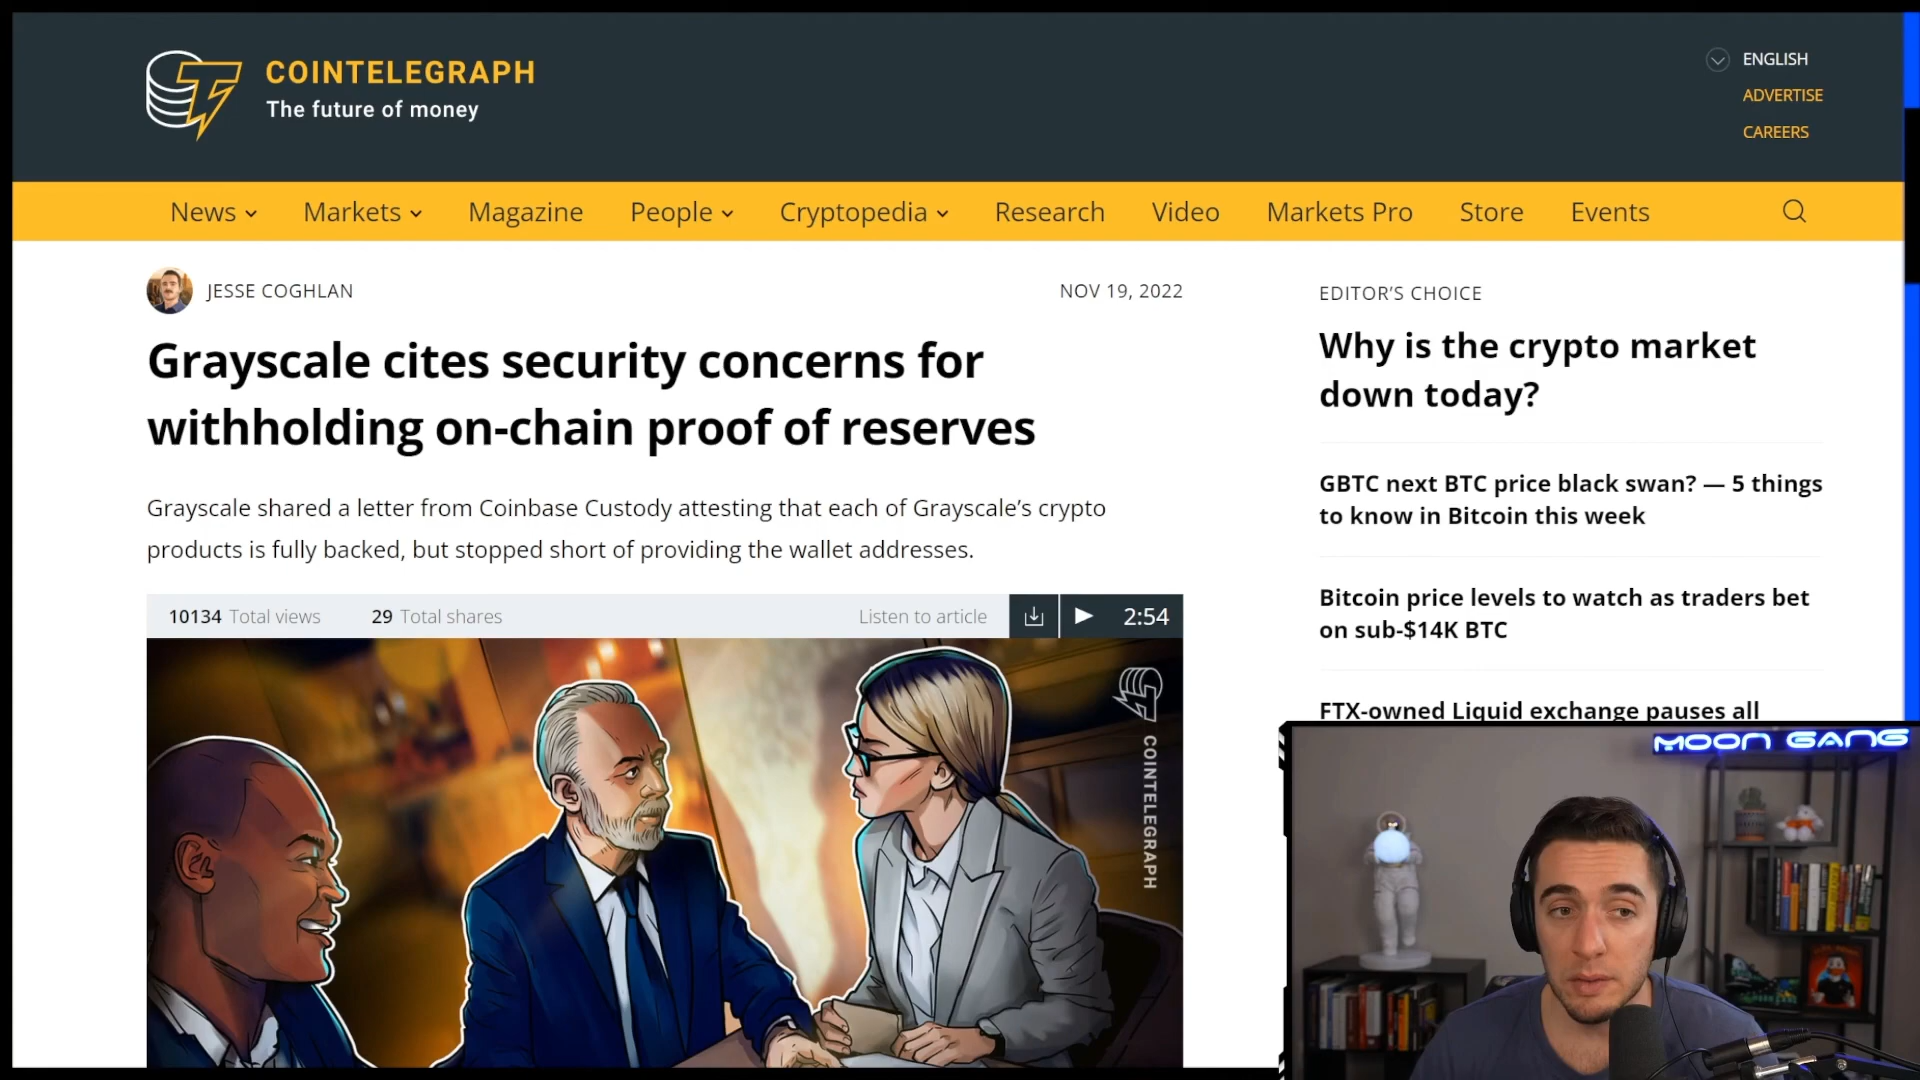 COINTELEGRAPH
The future of money
ENGLISH
ADVERTISE
CAREERS
News
Markets
Magazine
People
Cryptopedia
Research
Video
Markets Pro
Store
Events
JESSE COGHLAN
NOV 19, 2022
Grayscale cites security concerns for
withholding on-chain proof of reserves
Grayscale shared a letter from Coinbase Custody attesting that each of Grayscale’s crypto
products is fully backed, but stopped short of providing the wallet addresses.
10134 Total views
29 Total shares
Listen to article
2:54
COINTELEGRAPH
EDITOR’S CHOICE
Why is the crypto market
down today?
GBTC next BTC price black swan? — 5 things
to know in Bitcoin this week
Bitcoin price levels to watch as traders bet
on sub-$14K BTC
FTX-owned Liquid exchange pauses all
MOON GANG